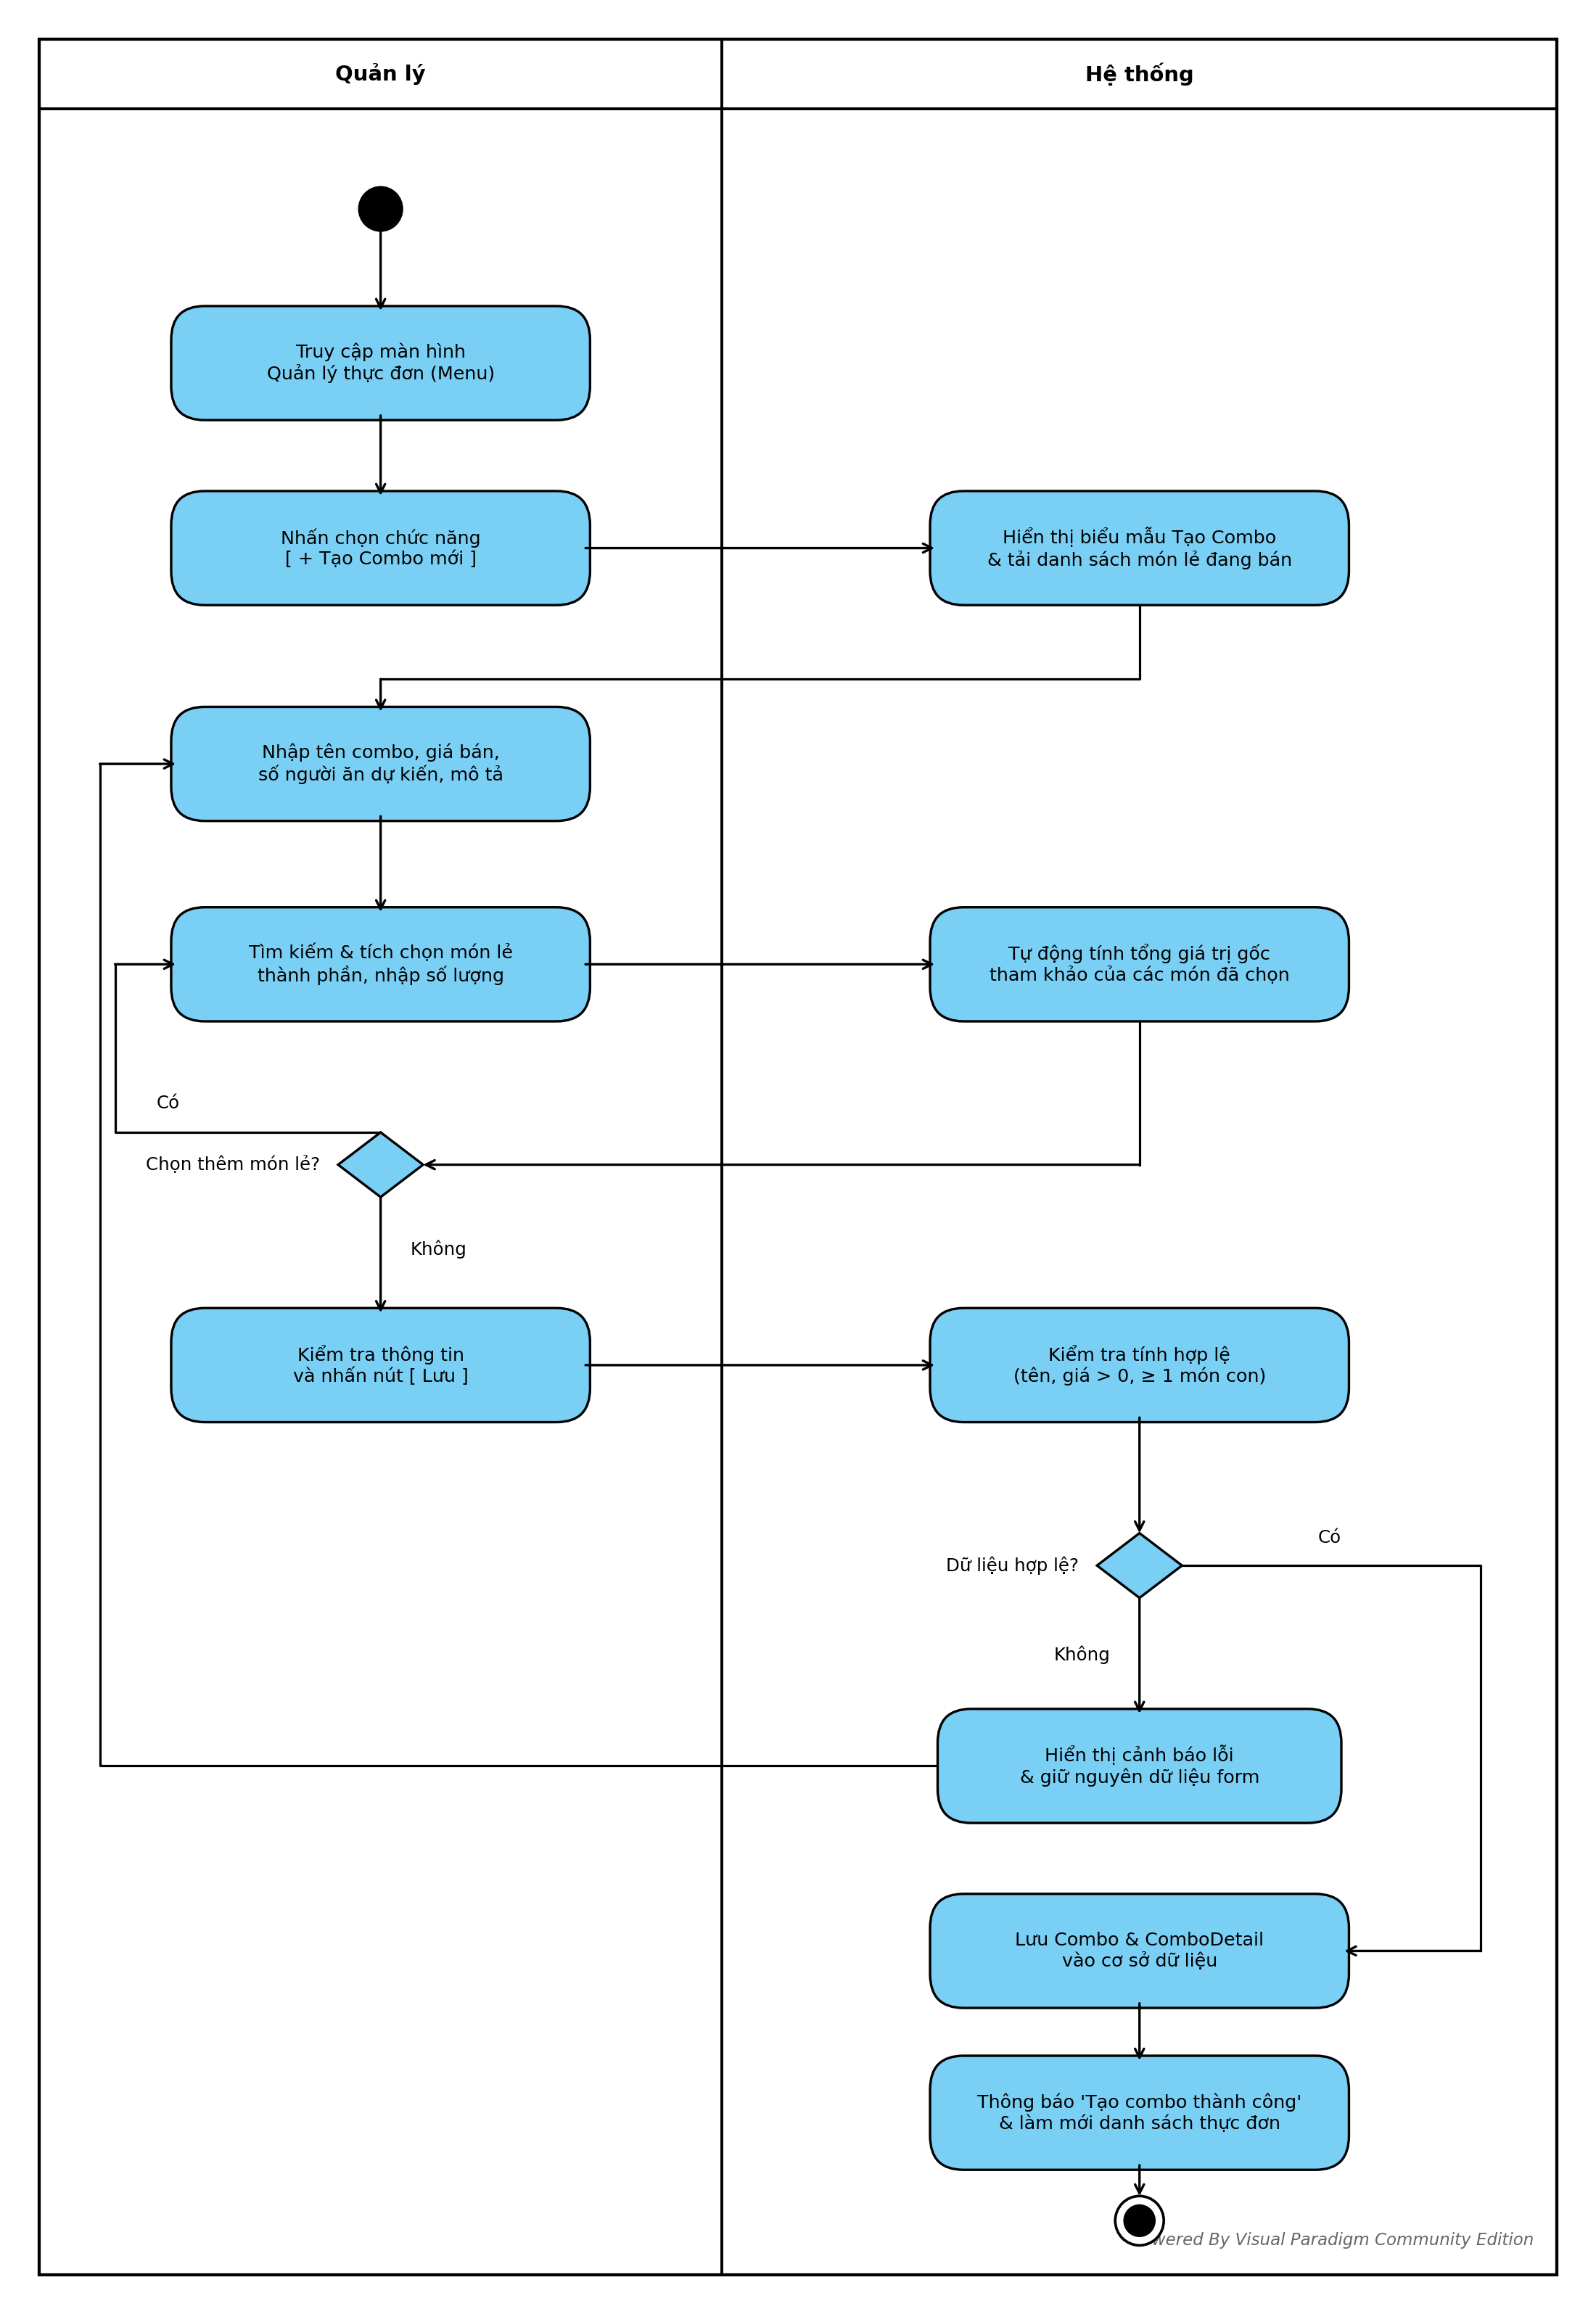 Quản lý
Hệ thống
Truy cập màn hình
Quản lý thực đơn (Menu)
Nhấn chọn chức năng
[ + Tạo Combo mới ]
Hiển thị biểu mẫu Tạo Combo
& tải danh sách món lẻ đang bán
Nhập tên combo, giá bán,
số người ăn dự kiến, mô tả
Tìm kiếm & tích chọn món lẻ
thành phần, nhập số lượng
Tự động tính tổng giá trị gốc
tham khảo của các món đã chọn
Có
Chọn thêm món lẻ?
Không
Kiểm tra thông tin
và nhấn nút [ Lưu ]
Kiểm tra tính hợp lệ
(tên, giá > 0, ≥ 1 món con)
Có
Dữ liệu hợp lệ?
Không
Hiển thị cảnh báo lỗi
& giữ nguyên dữ liệu form
Lưu Combo & ComboDetail
vào cơ sở dữ liệu
Thông báo 'Tạo combo thành công'
& làm mới danh sách thực đơn
wered By Visual Paradigm Community Edition